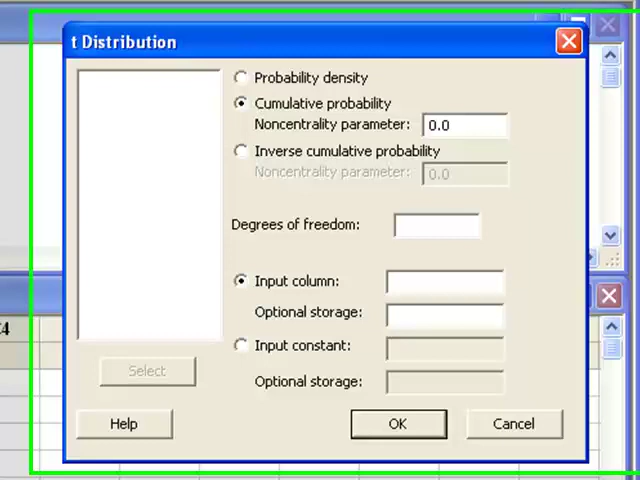 t Distribution
Probability density
Cumulative probability
Noncentrality parameter: 0.0
Inverse cumulative probability
Noncentrality parameter: 0.0
Degrees of freedom:
Input column:
Optional storage:
Input constant:
Optional storage:
Select
Help OK Cancel